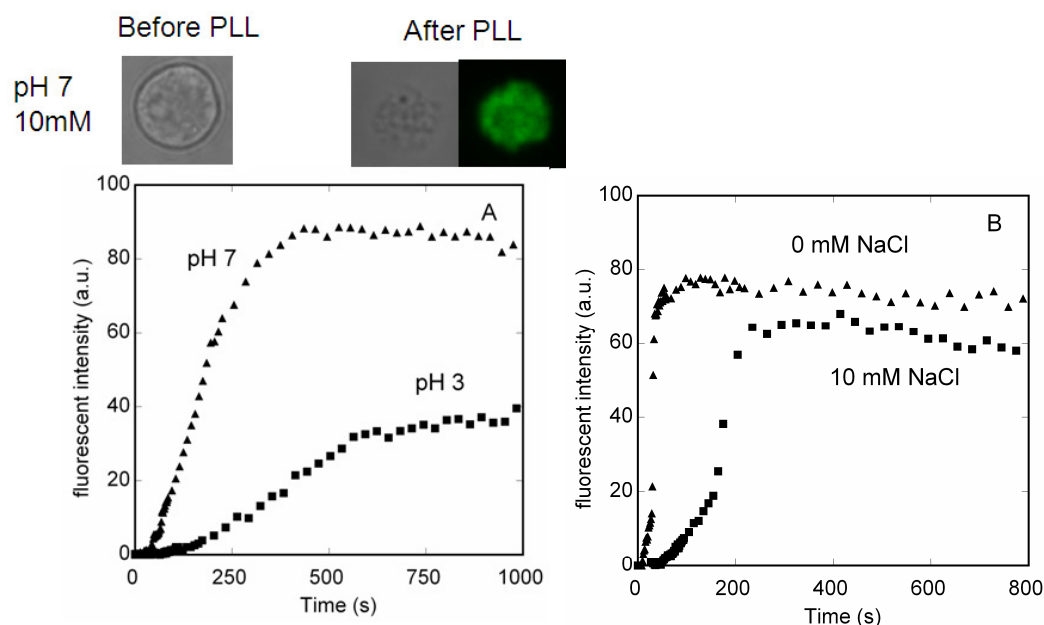 Before PLL
After PLL
pH 7
10mM
100
80
60
40
20
0
fluorescent intensity (a.u.)
A
pH 7
pH 3
0
250
500
750
1000
Time (s)
100
80
60
40
20
0
fluorescent intensity (a.u.)
B
0 mM NaCl
10 mM NaCl
0
200
400
600
800
Time (s)